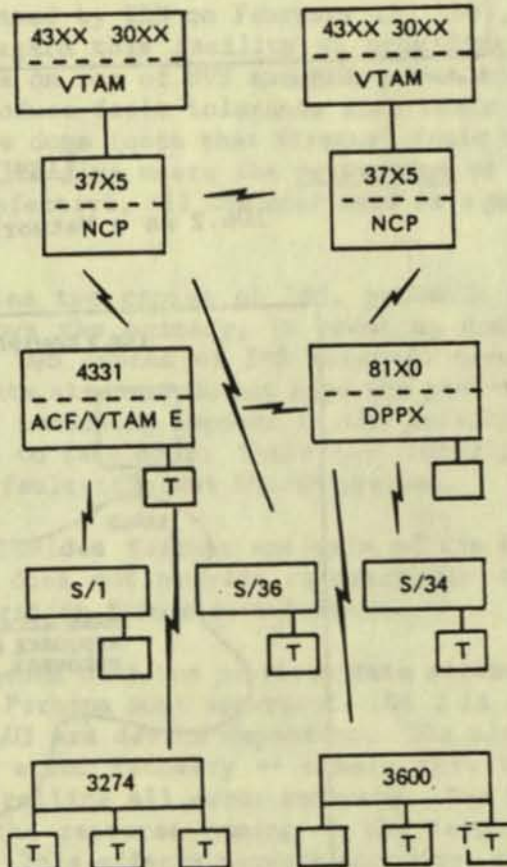 43XX 30XX
VTAM
43XX 30XX
VTAM
37X5
NCP
37X5
NCP
4331
ACF/VTAM E
81X0
DPPX
T
S/1
S/36
S/34
T
T
3274
3600
T
T
T
T
T